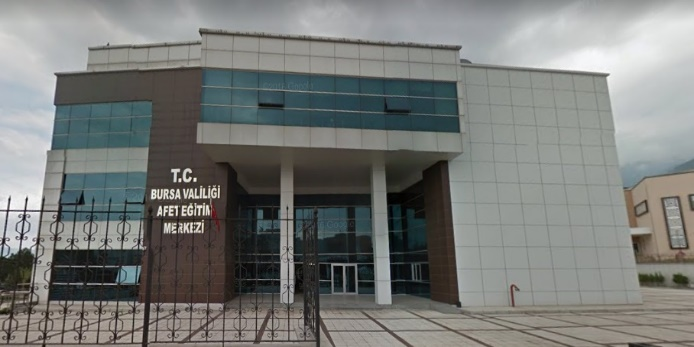 T.C.
BURSA VALİLİĞİ
AFET EĞİTİM
MERKEZİ